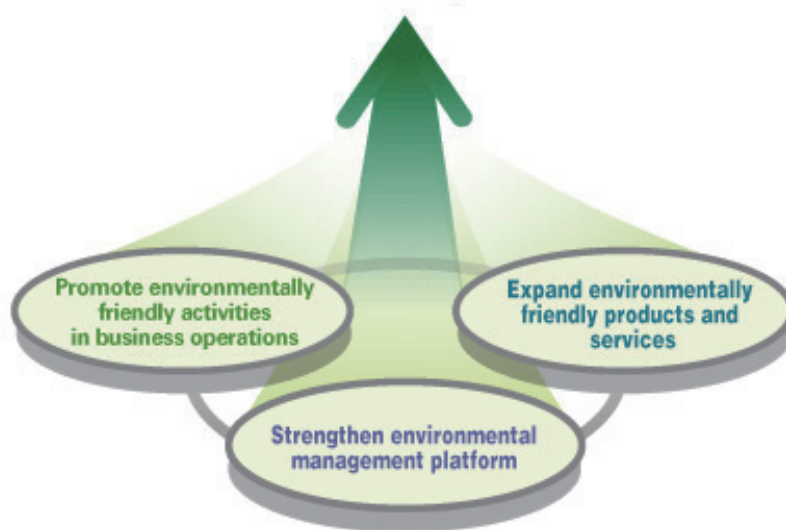 Promote environmentally
friendly activities
in business operations
Expand environmentally
friendly products and
services
Strengthen environmental
management platform